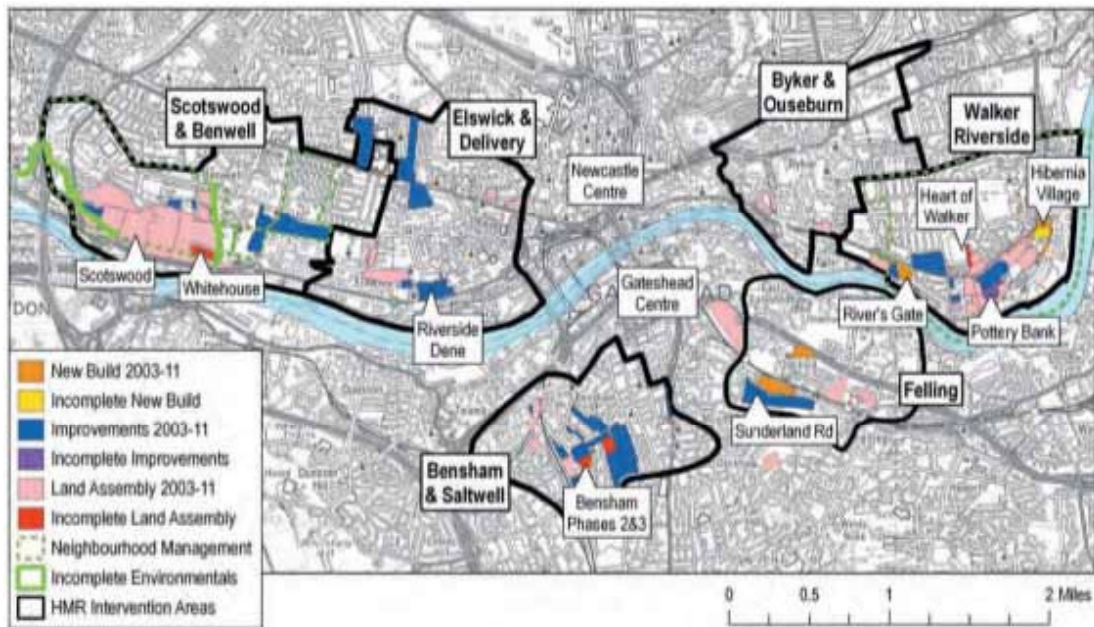 Scotswood
& Benwell
Elswick &
Delivery
Byker &
Ouseburn
Walker
Riverside
Newcastle
Centre
Heart of
Walker
Hibernia
Village
Byker
Scotswood
Whitehouse
Riverside
Dene
Gateshead
Centre
River's Gate
Pottery Bank
DON
Felling
Sunderland Rd
Bensham
& Saltwell
Bensham
Phases 2&3
New Build 2003-11
Incomplete New Build
Improvements 2003-11
Incomplete Improvements
Land Assembly 2003-11
Incomplete Land Assembly
Neighbourhood Management
Incomplete Environmentals
HMR Intervention Areas
0 0.5 1 2 Miles